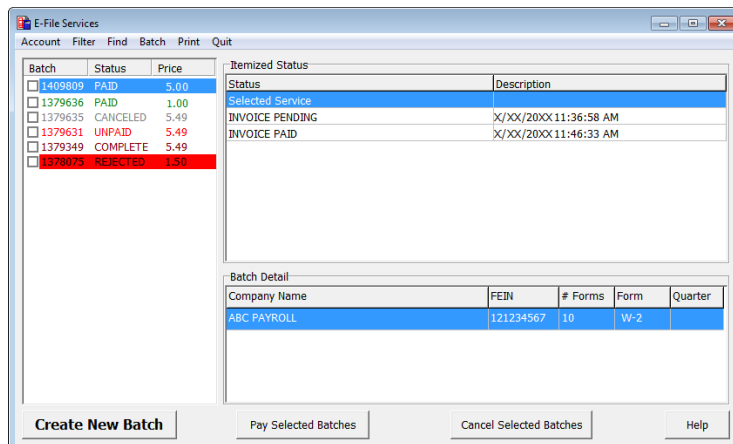 E-File Services
Account Filter Find Batch Print Quit
Batch Status Price
1409809 PAID 5.00
1379636 PAID 1.00
1379635 CANCELED 5.49
1379631 UNPAID 5.49
1379349 COMPLETE 5.49
1378075 REJECTED 1.50
Itemized Status
Status Description
Selected Service
INVOICE PENDING X/XX/20XX 11:36:58 AM
INVOICE PAID X/XX/20XX 11:46:33 AM
Batch Detail
Company Name FEIN # Forms Form Quarter
ABC PAYROLL 121234567 10 W-2
Create New Batch Pay Selected Batches Cancel Selected Batches Help